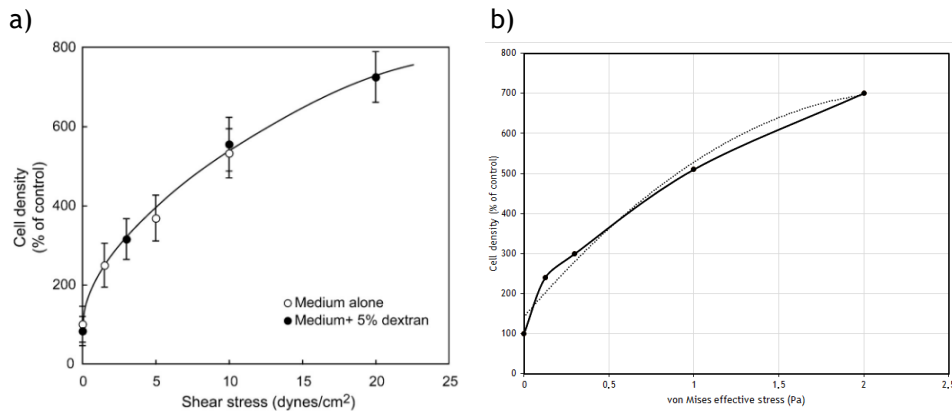 a)
800
600
400
200
0
0
5
10
15
20
25
Cell density
(% of control)
Medium alone
Medium+ 5% dextran
Shear stress (dynes/cm2)
b)
800
700
600
500
400
300
200
100
0
0
0.5
1
1.5
2
2.5
Cell density (% of control)
von Mises effective stress (Pa)